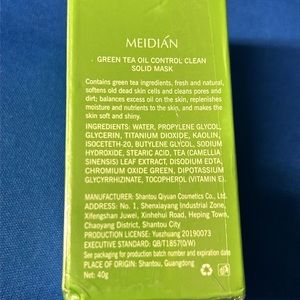 MEIDIÁN
GREEN TEA OIL CONTROL CLEAN
SOLID MASK
Contains green tea ingredients, fresh and natural,
softens old dead skin cells and cleans pores and
dirt; balances excess oil on the skin, replenishes
moisture and nutrients to the skin, and makes the
skin soft and shiny.
INGREDIENTS: WATER, PROPYLENE GLYCOL,
GLYCERIN, TITANIUM DIOXIDE, KAOLIN,
ISOCETETH-20, BUTYLENE GLYCOL, SODIUM
HYDROXIDE, STEARIC ACID, TEA (CAMELLIA
SINENSIS) LEAF EXTRACT, DISODIUM EDTA,
CHROMIUM OXIDE GREEN, DIPOTASSIUM
GLYCYRRHIZINATE, TOCOPHEROL (VITAMIN E).
MANUFACTURER: Shantou Qiyuan Cosmetics Co., Ltd.
ADDRESS: No. 1, Shenxiayang Industrial Zone,
Xifengshan Juwei, Xinhehui Road, Heping Town,
Chaoyang District, Shantou City
PRODUCTION LICENSE: Yuezhuang 20190073
EXECUTIVE STANDARD: QB/T1857(O/W)
See packaging for production batch number and expiration date
PLACE OF ORIGIN: Shantou, Guangdong
Net: 40g